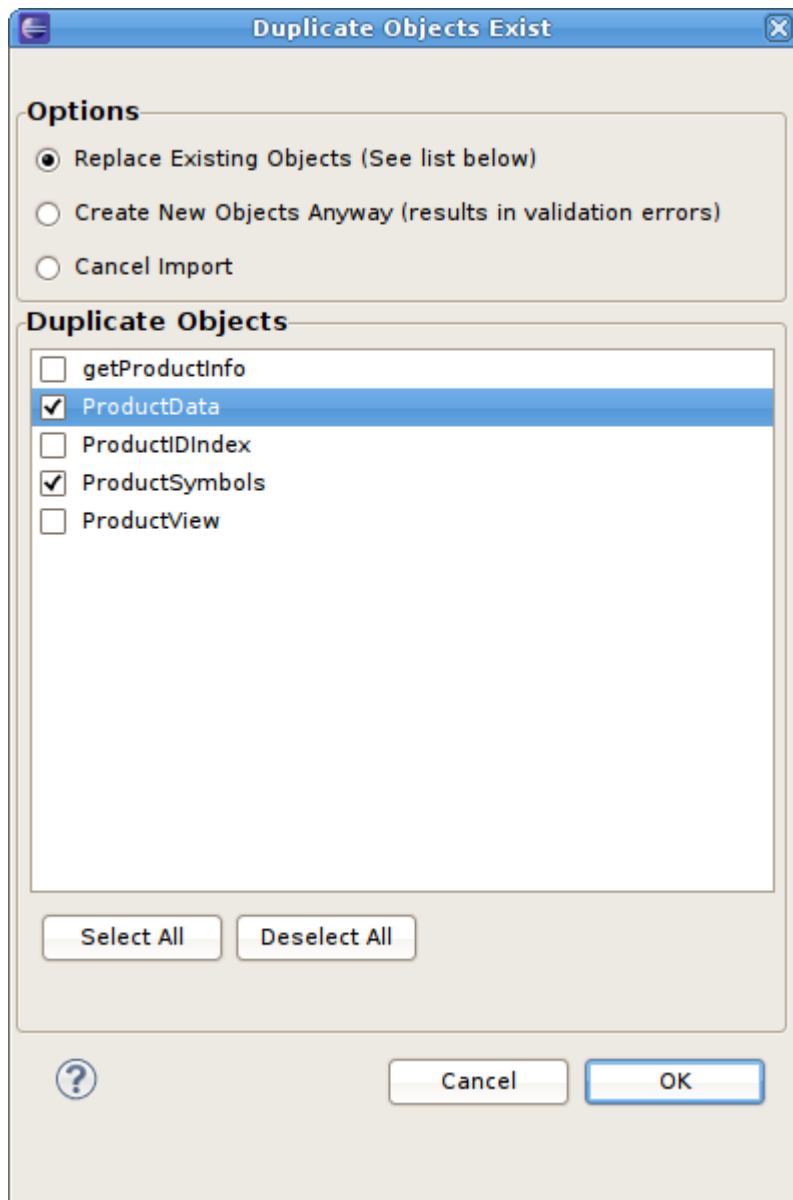 Duplicate Objects Exist
Options
Replace Existing Objects (See list below)
Create New Objects Anyway (results in validation errors)
Cancel Import
Duplicate Objects
getProductInfo
ProductData
ProductIDIndex
ProductSymbols
ProductView
Select All Deselect All
? Cancel OK